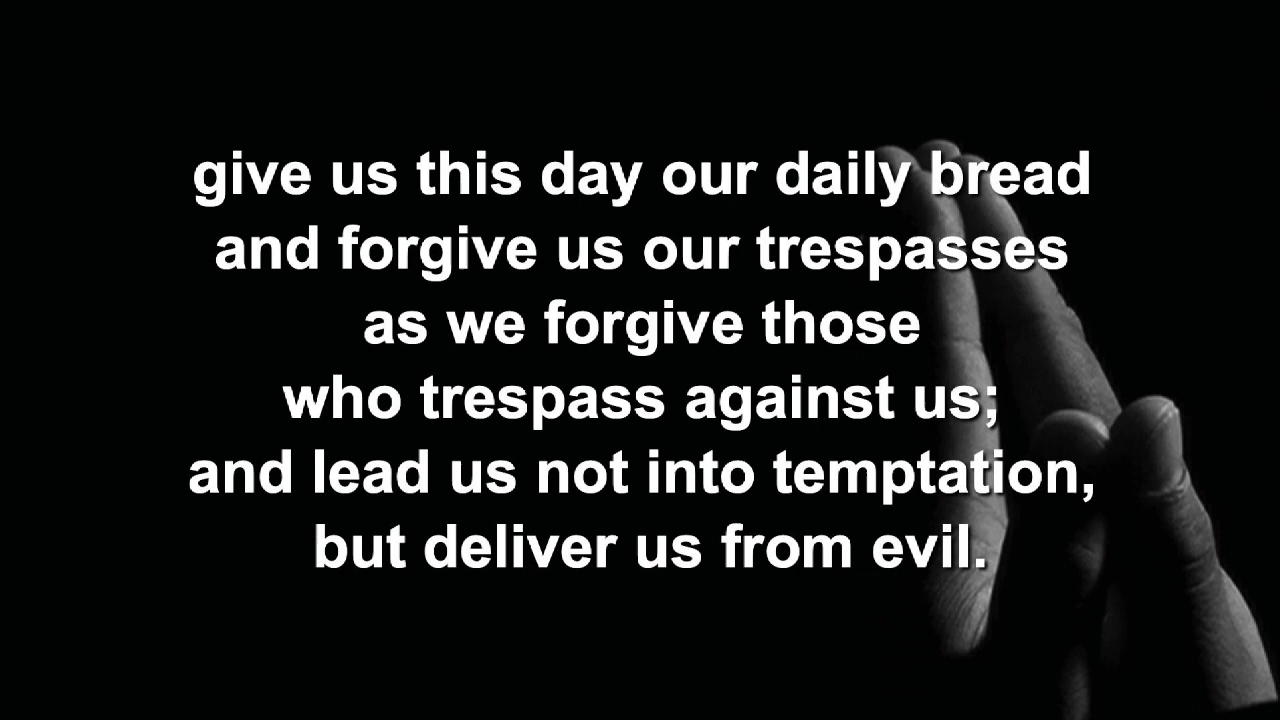 give us this day our daily bread
and forgive us our trespasses
as we forgive those
who trespass against us;
and lead us not into temptation,
but deliver us from evil.